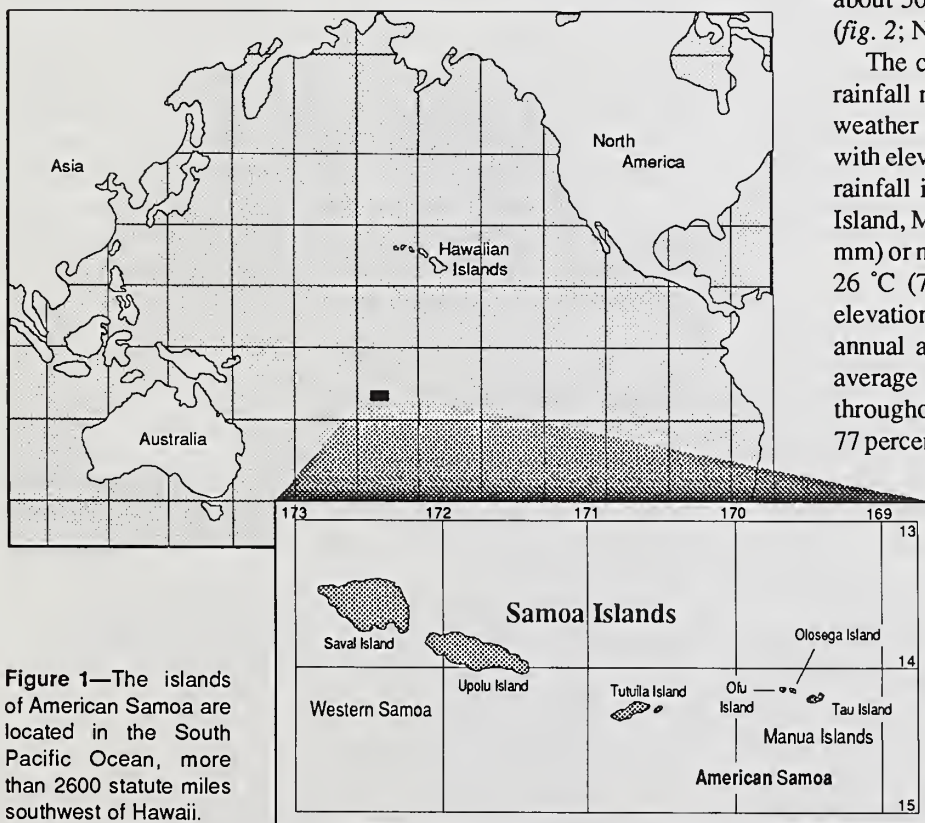 Asia
North
America
Hawaiian
Islands
Australia
173
172
171
170
169
13
Samoa Islands
Saval Island
Olosega Island
14
Upolu Island
Tutuila Island
Ofu
Island
Tau Island
Western Samoa
Manua Islands
American Samoa
15
Figure 1—The islands
of American Samoa are
located in the South
Pacific Ocean, more
than 2600 statute miles
southwest of Hawaii.
(fig. 2; N
The c
rainfall
weather
with elev
rainfall i
Island, M
mm) or
26 ˚C (7
elevation
annual a
average
througho
77 percen